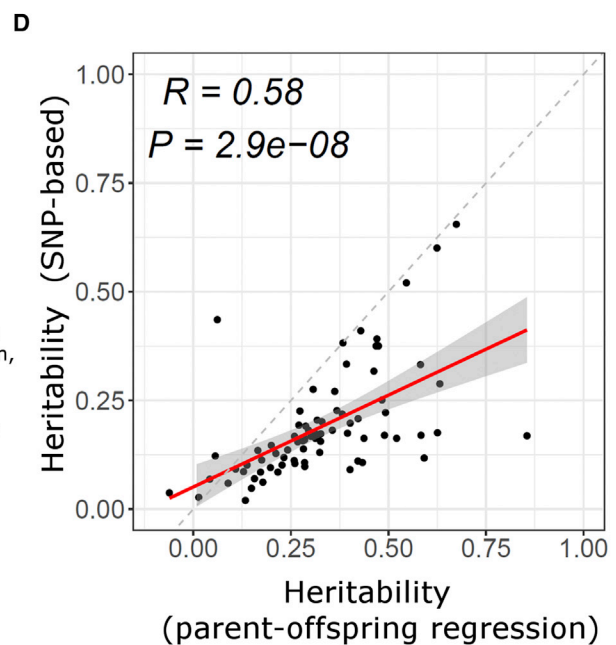 D
R = 0.58
P = 2.9e−08
1.00
0.75
0.50
0.25
0.00
Heritability (SNP-based)
0.00 0.25 0.50 0.75 1.00
Heritability
(parent-offspring regression)